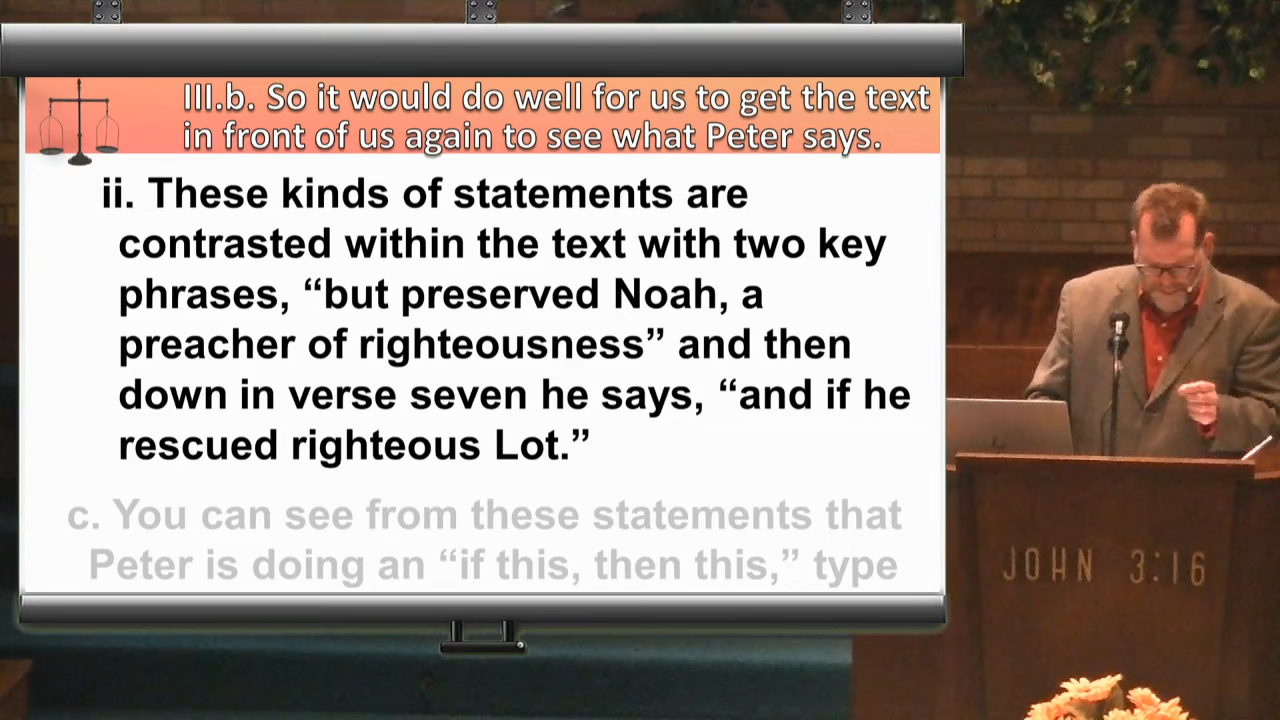 III.b. So it would do well for us to get the text
in front of us again to see what Peter says.
ii. These kinds of statements are
contrasted within the text with two key
phrases, “but preserved Noah, a
preacher of righteousness” and then
down in verse seven he says, “and if he
rescued righteous Lot.”
c. You can see from these statements that
Peter is doing an “if this, then this,” type
JOHN 3:16